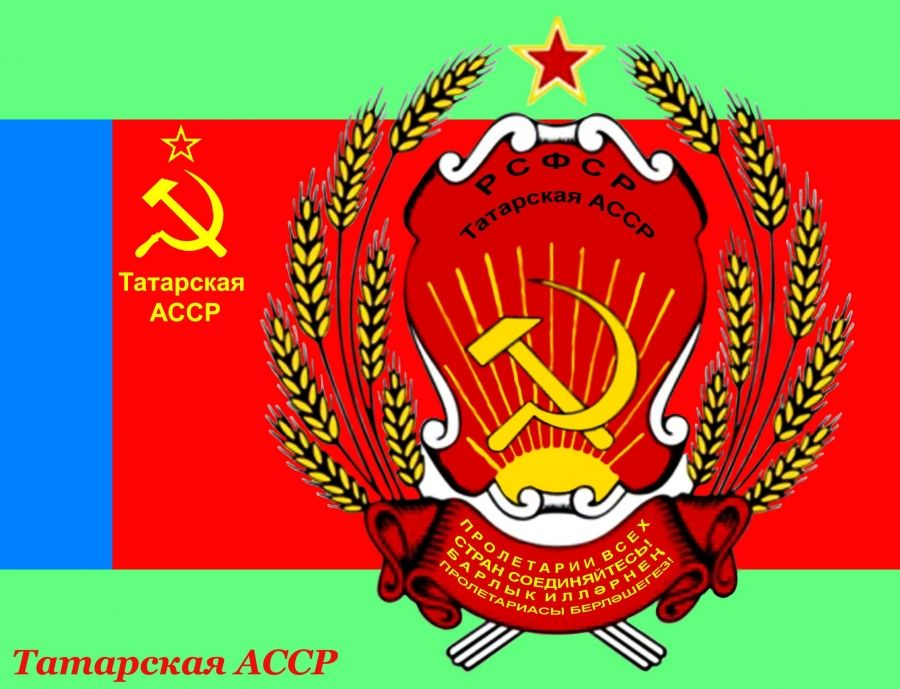 РСФСР
Татарская АССР
Татарская
АССР
ПРОЛЕТАРИИ ВСЕХ
СТРАН СОЕДИНЯЙТЕСЬ!
БАРЛЫК ИЛЛӘРНЕҢ
ПРОЛЕТАРИАСЫ БЕРЛӘШЕГЕЗ!
Татарская АССР